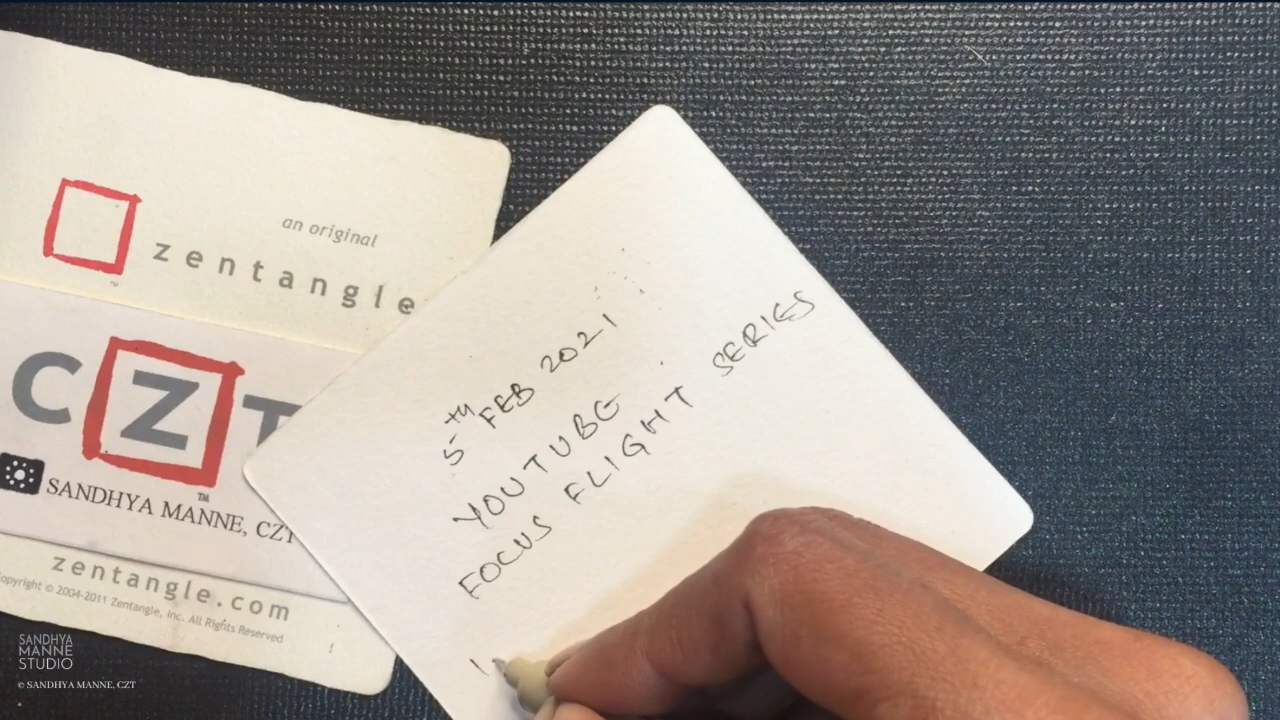 an original
zentangle
CZT
SANDHYA MANNE, CZT
zentangle.com
Copyright © 2004-2011 Zentangle, Inc. All Rights Reserved
5TH FEB 2021
YOUTUBE
FOCUS FLIGHT SERIES
SANDHYA
MANNE
STUDIO
© SANDHYA MANNE, CZT